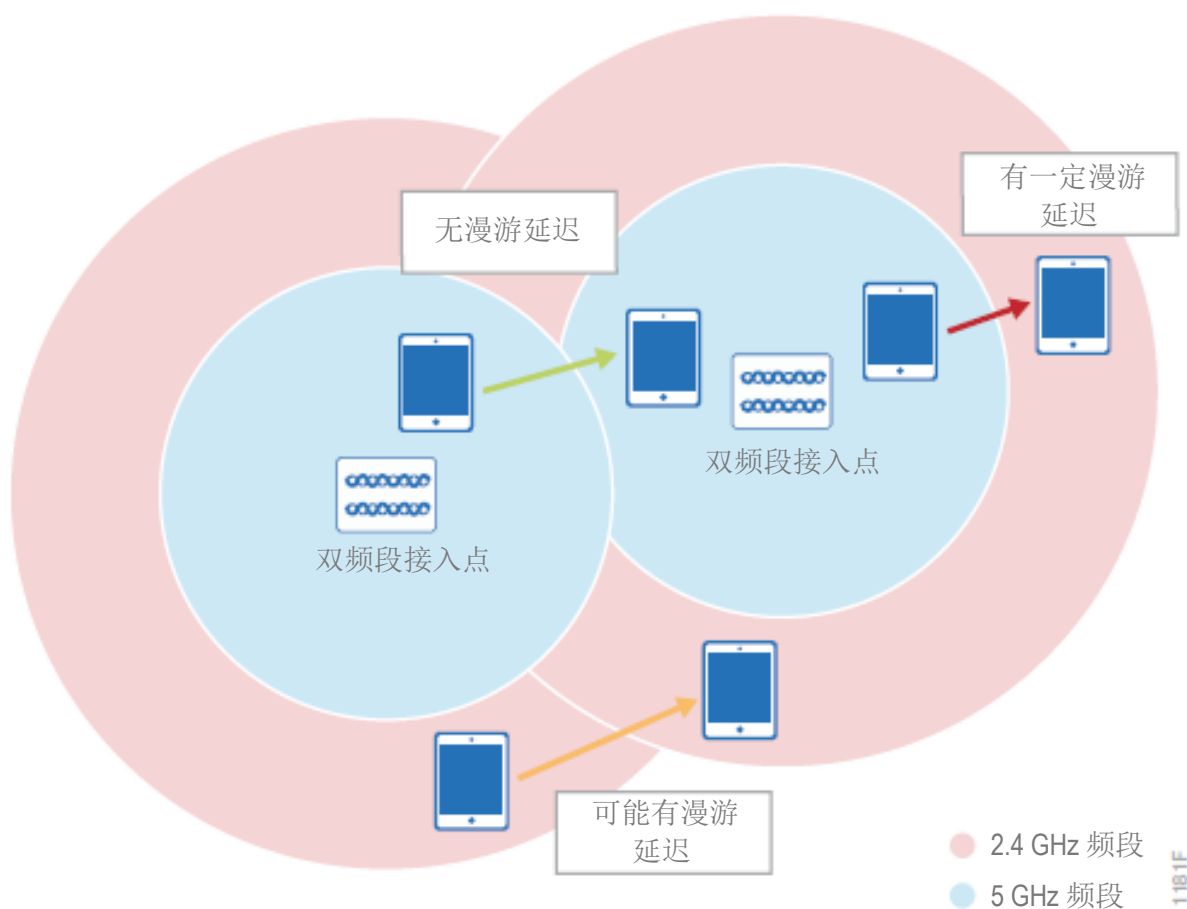 有一定漫游
延迟
无漫游延迟
双频段接入点
双频段接入点
可能有漫游
延迟
2.4 GHz 频段
5 GHz 频段
1181F